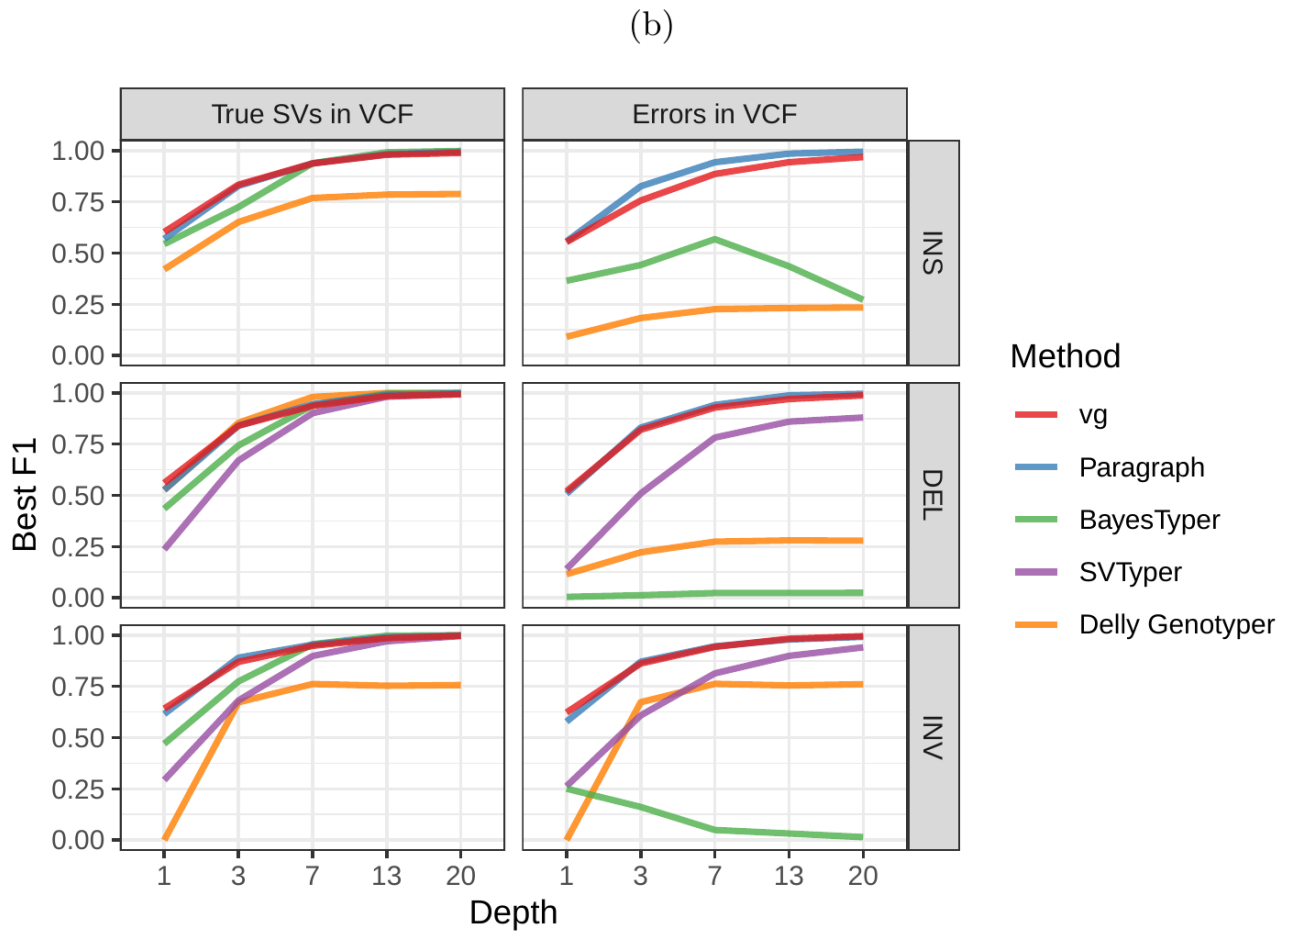 (b)
True SVs in VCF
Errors in VCF
1.00
0.75
0.50
0.25
0.00
INS
1.00
0.75
0.50
0.25
0.00
DEL
1.00
0.75
0.50
0.25
0.00
INV
Best F1
1 3 7 13 20
1 3 7 13 20
Depth
Method
vg
Paragraph
BayesTyper
SVTyper
Delly Genotyper